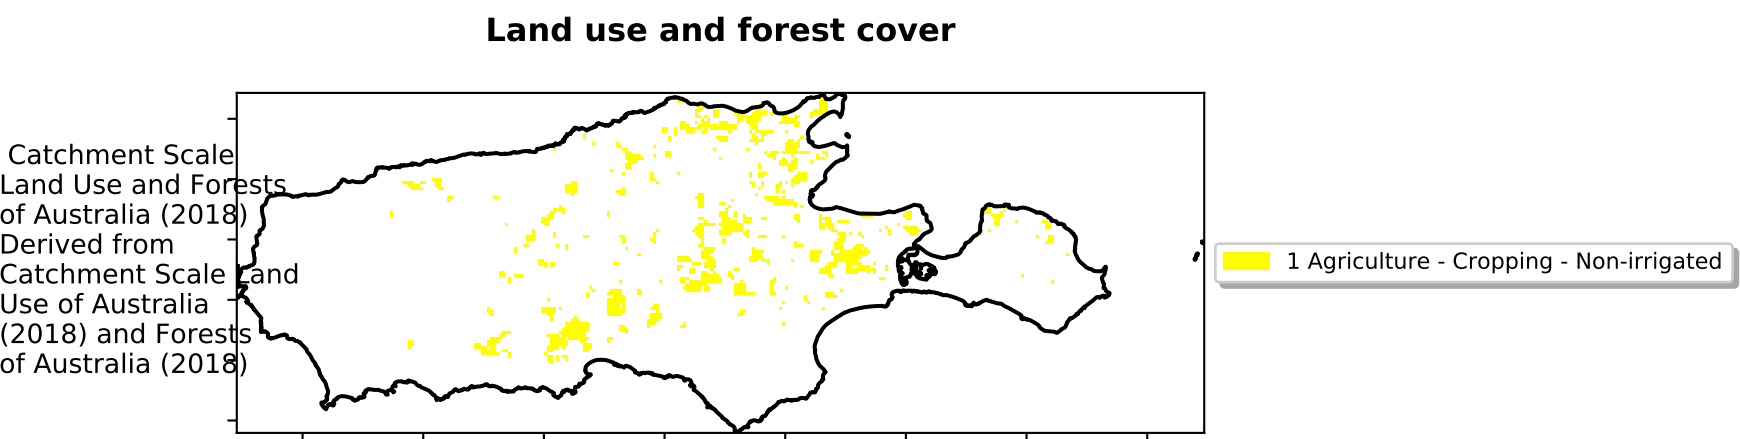 Land use and forest cover
Catchment Scale
Land Use and Forests
of Australia (2018)
Derived from
Catchment Scale Land
Use of Australia
(2018) and Forests
of Australia (2018)
1 Agriculture - Cropping - Non-irrigated